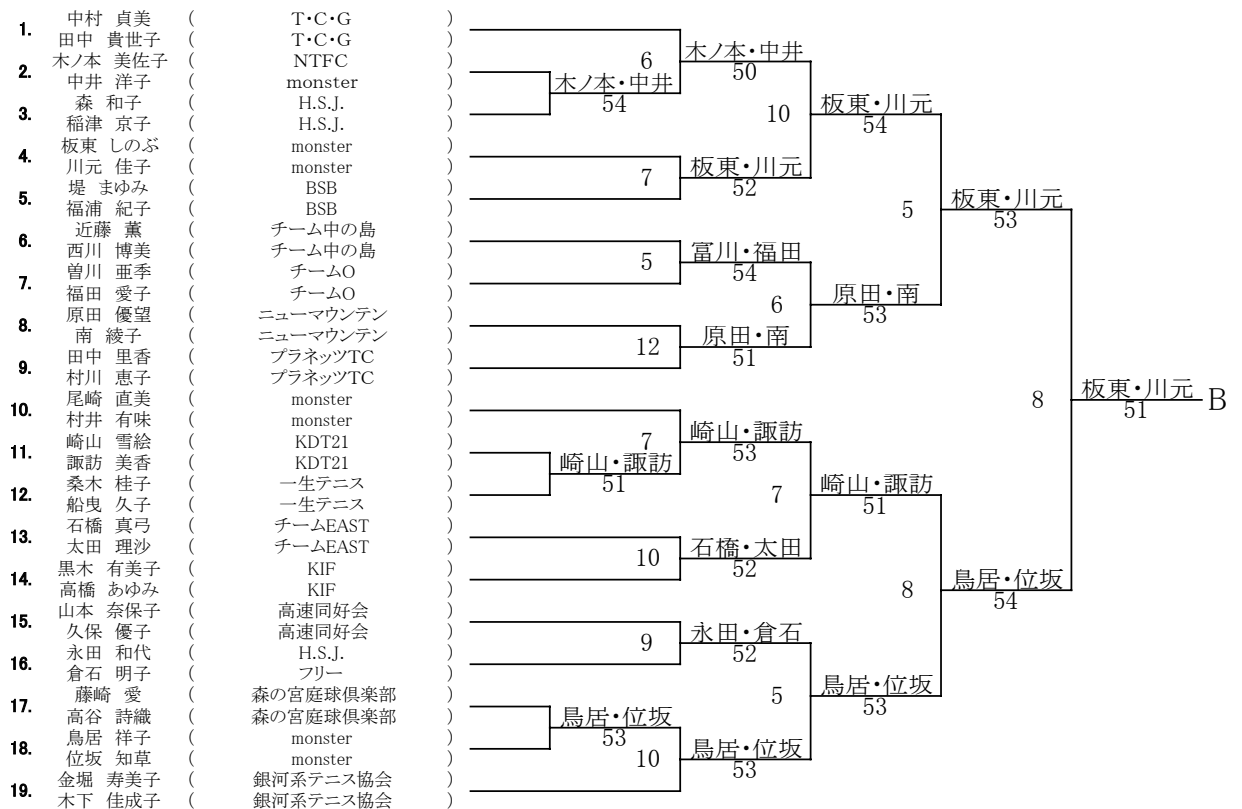 1. 中村 貞美 ( T・C・G )
田中 貴世子 ( T・C・G )
2. 木ノ本 美佐子 ( NTFC )
中井 洋子 ( monster )
3. 森 和子 ( H.S.J. )
稲津 京子 ( H.S.J. )
4. 板東 しのぶ ( monster )
川元 佳子 ( monster )
5. 堤 まゆみ ( BSB )
福浦 紀子 ( BSB )
6. 近藤 薫 ( チーム中の島 )
西川 博美 ( チーム中の島 )
7. 曽川 亜季 ( チームO )
福田 愛子 ( チームO )
8. 原田 優望 ( ニューマウンテン )
南 綾子 ( ニューマウンテン )
9. 田中 里香 ( プラネッツTC )
村川 恵子 ( プラネッツTC )
10. 尾崎 直美 ( monster )
村井 有味 ( monster )
11. 崎山 雪絵 ( KDT21 )
諏訪 美香 ( KDT21 )
12. 桑木 桂子 ( 一生テニス )
船曳 久子 ( 一生テニス )
13. 石橋 真弓 ( チームEAST )
太田 理沙 ( チームEAST )
14. 黒木 有美子 ( KIF )
高橋 あゆみ ( KIF )
15. 山本 奈保子 ( 高速同好会 )
久保 優子 ( 高速同好会 )
16. 永田 和代 ( H.S.J. )
倉石 明子 ( フリー )
17. 藤崎 愛 ( 森の宮庭球倶楽部 )
高谷 詩織 ( 森の宮庭球倶楽部 )
18. 鳥居 祥子 ( monster )
位坂 知草 ( monster )
19. 金堀 寿美子 ( 銀河系テニス協会 )
木下 佳成子 ( 銀河系テニス協会 )
木ノ本・中井
54
崎山・諏訪
51
鳥居・位坂
53
6
木ノ本・中井
50
7
板東・川元
52
5
富川・福田
54
12
原田・南
51
7
崎山・諏訪
53
10
石橋・太田
52
9
永田・倉石
52
10
鳥居・位坂
53
10
板東・川元
54
6
原田・南
53
7
崎山・諏訪
51
5
鳥居・位坂
53
5
板東・川元
53
8
鳥居・位坂
54
8
板東・川元
51
B